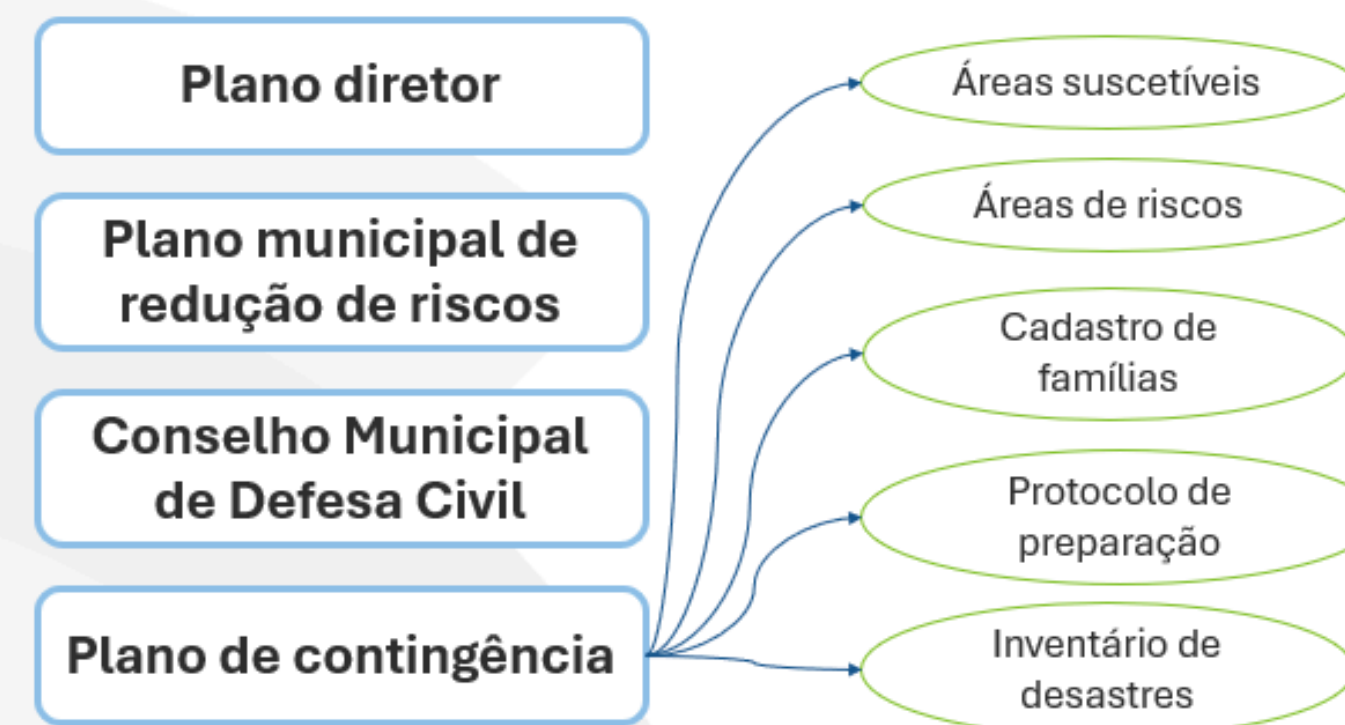 Plano diretor
Plano municipal de
redução de riscos
Conselho Municipal
de Defesa Civil
Plano de contingência
Áreas suscetíveis
Áreas de riscos
Cadastro de
famílias
Protocolo de
preparação
Inventário de
desastres